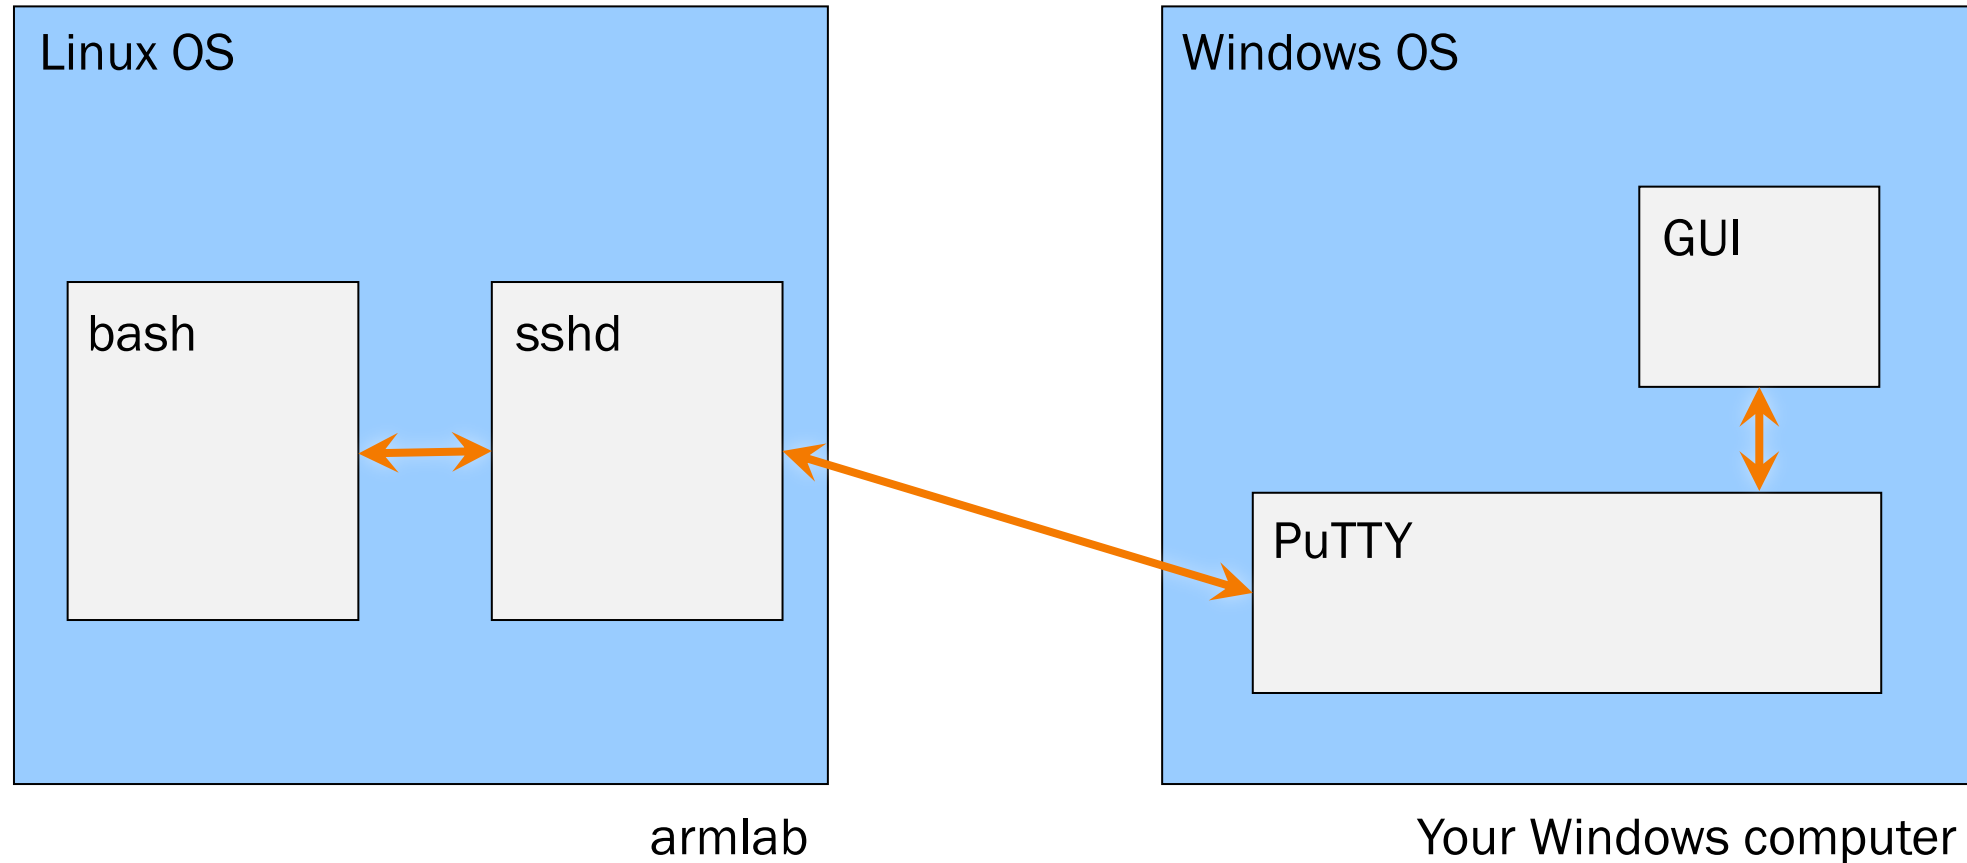 Linux OS
bash
sshd
armlab
Windows OS
GUI
PuTTY
Your Windows computer